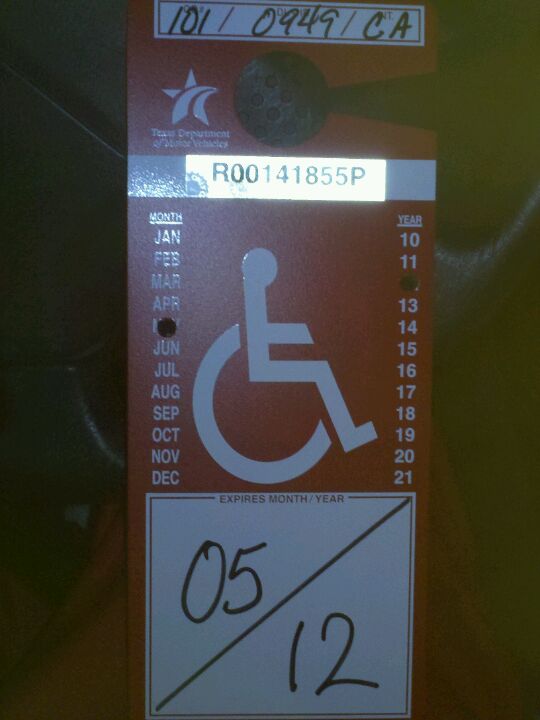 101 / 0949 / CA
Texas Department
of Motor Vehicles
R00141855P
MONTH YEAR
JAN 10
FEB 11
MAR
APR 13
14
JUN 15
JUL 16
AUG 17
SEP 18
OCT 19
NOV 20
DEC 21
EXPIRES MONTH / YEAR
05 / 12